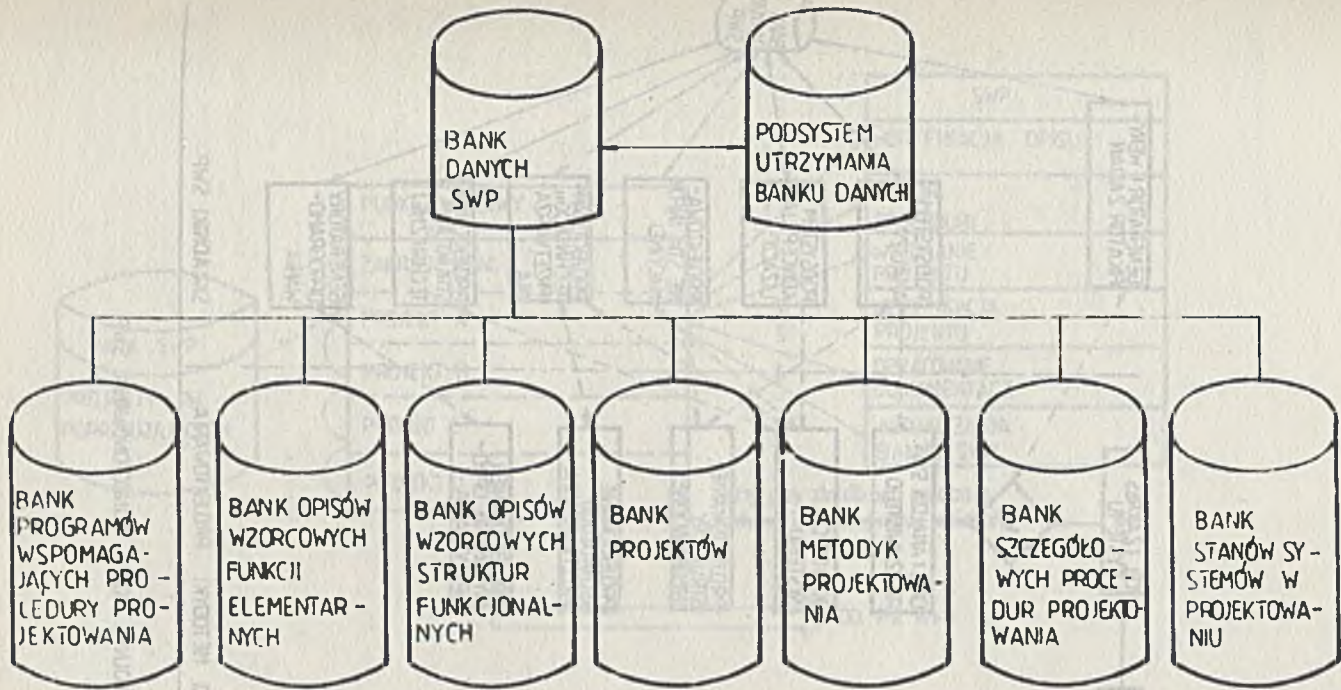 BANK
DANYCH
SWP
PODSYSTEM
UTRZYMANIA
BANKU DANYCH
BANK
PROGRAMÓW
WSPOMAGA-
JĄCYCH PRO-
CEDURY PRO-
JEKTOWANIA
BANK OPISÓW
WZORCOWYCH
FUNKCJI
ELEMENTAR-
NYCH
BANK OPISÓW
WZORCOWYCH
STRUKTUR
FUNKCJONAL-
NYCH
BANK
PROJEKTÓW
BANK
METODYK
PROJEKTOWA-
NIA
BANK
SZCZEGÓŁO-
WYCH PROCE-
DUR PROJEKTO-
WANIA
BANK
STANÓW SY-
STEMÓW W
PROJEKTOWA-
NIU